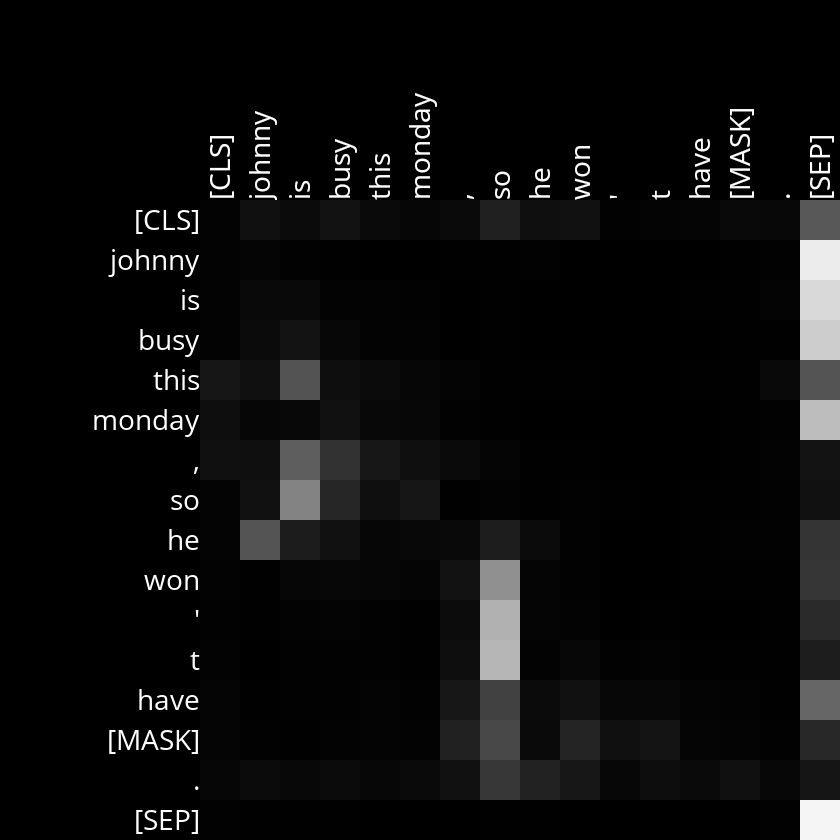 [CLS] johnny is busy this monday , so he won ' t have [MASK] . [SEP]
[CLS]
johnny
is
busy
this
monday
,
so
he
won
'
t
have
[MASK]
.
[SEP]